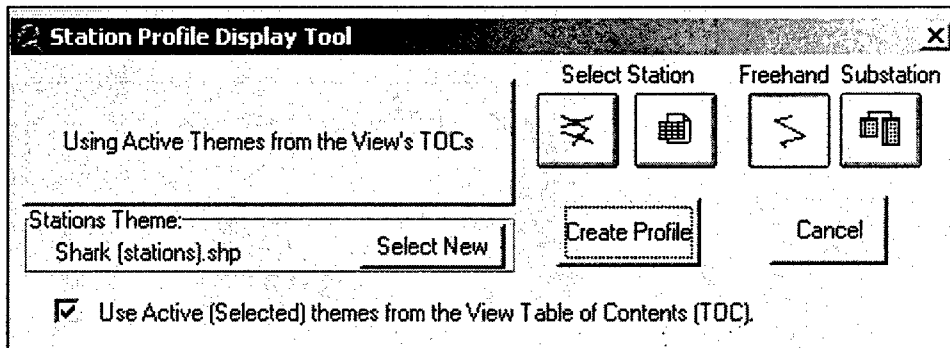 Station Profile Display Tool
Select Station Freehand Substation
Using Active Themes from the View's TOCs
Stations Theme:
Shark (stations).shp Select New
Create Profile Cancel
Use Active (Selected) themes from the View Table of Contents (TOC).